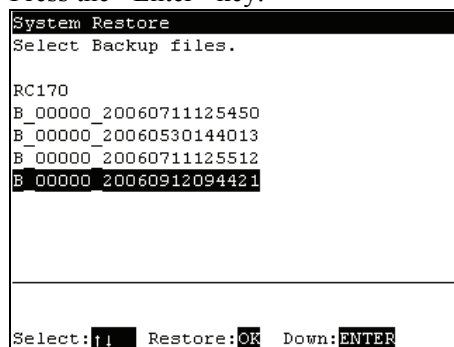 Press the "Enter" key.
System Restore
Select Backup files.
RC170
B_00000_20060711125450
B_00000_20060530144013
B_00000_20060711125512
B_00000_20060912094421
Select:↑↓ Restore:OK Down:ENTER